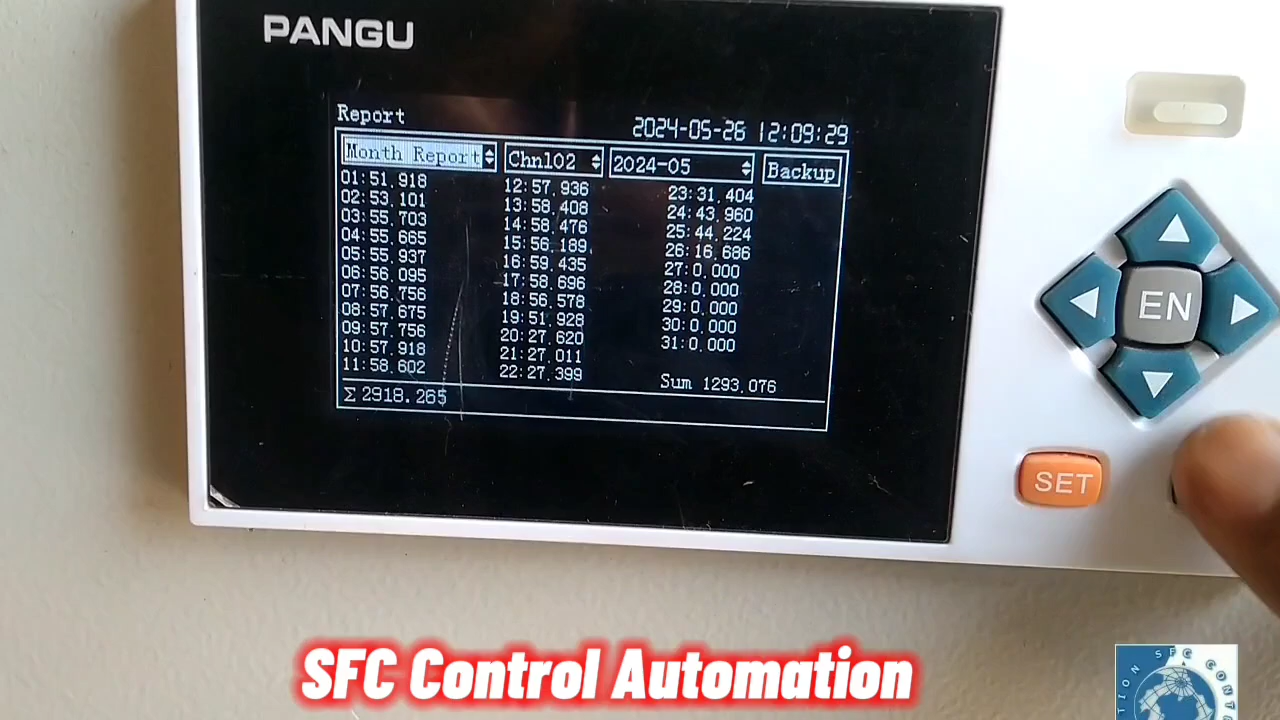 PANGU
Report
2024-05-26 12:09:29
Month Report Chnl02 2024-05 Backup
01:51.918 12:57.936 23:31.404
02:53.101 13:58.408 24:43.960
03:55.703 14:58.476 25:44.224
04:55.665 15:56.189 26:16.686
05:55.937 16:59.435 27:0.000
06:56.095 17:58.696 28:0.000
07:56.756 18:56.578 29:0.000
08:57.675 19:51.928 30:0.000
09:57.756 20:27.620 31:0.000
10:57.918 21:27.011
11:58.602 22:27.399 Sum 1293.076
Σ2918.26$
EN
SET
SFC Control Automation
SFC CONT